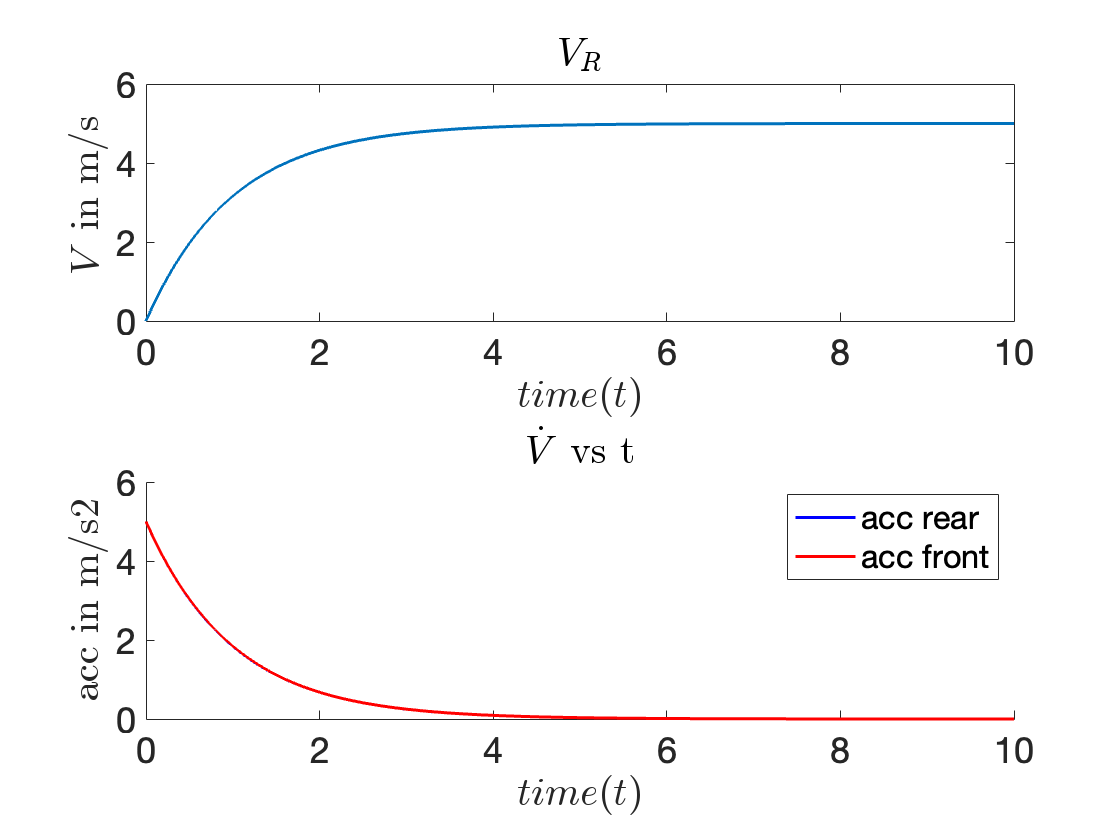 V_R
6
4
2
0
V in m/s
0 2 4 6 8 10
time(t)
V̇ vs t
6
4
2
0
acc in m/s2
acc rear
acc front
0 2 4 6 8 10
time(t)